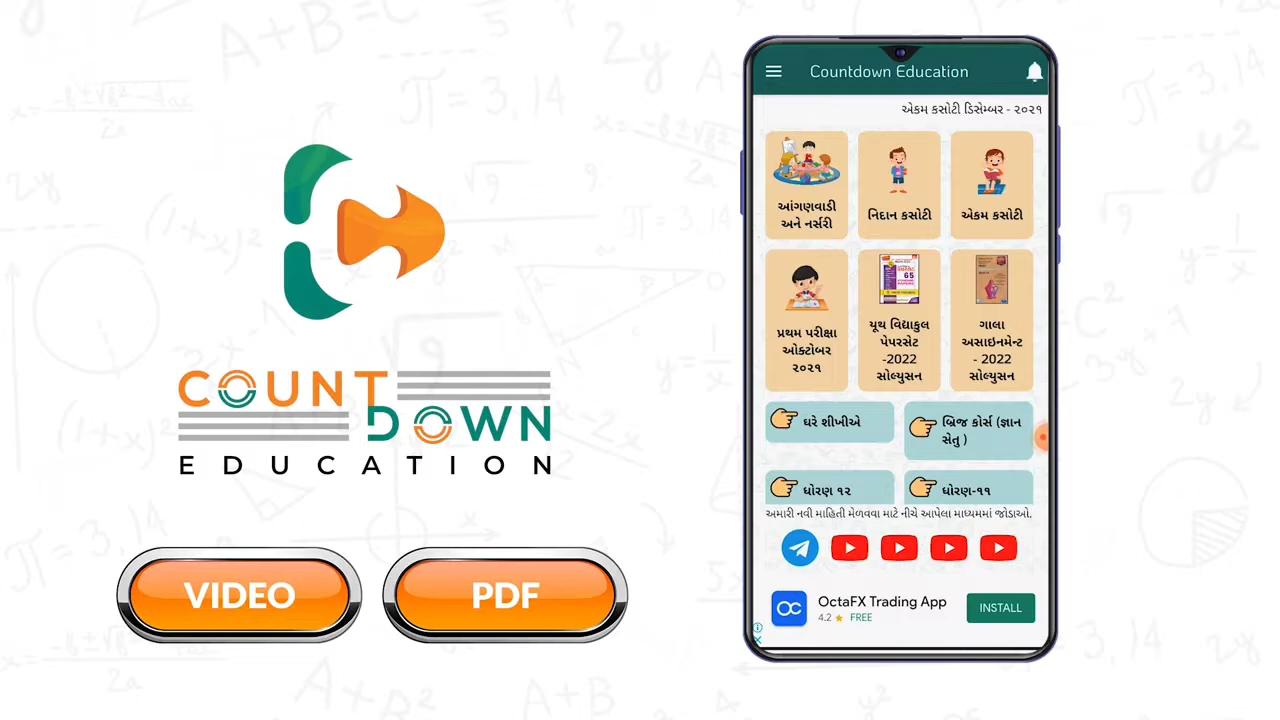 COUNT
DOWN
EDUCATION
VIDEO
PDF
Countdown Education
એકમ કસોટી ડિસેમ્બર - ૨૦૨૧
આંગણવાડી
અને નર્સરી
નિદાન કસોટી
એકમ કસોટી
પ્રથમ પરીક્ષા
ઓક્ટોબર
૨૦૨૧
યૂથ વિદ્યાકુલ
પેપરસેટ
-2022
સોલ્યુસન
ગાલા
અસાઇનમેન્ટ
- 2022
સોલ્યુસન
ઘરે શીખીએ
બ્રિજ કોર્સ (જ્ઞાન
સેતુ )
ધોરણ ૧૨
ધોરણ-૧૧
અમારી નવી માહિતી મેળવવા માટે નીચે આપેલા માધ્યમમાં જોડાઓ.
OctaFX Trading App
4.2 ★ FREE
INSTALL